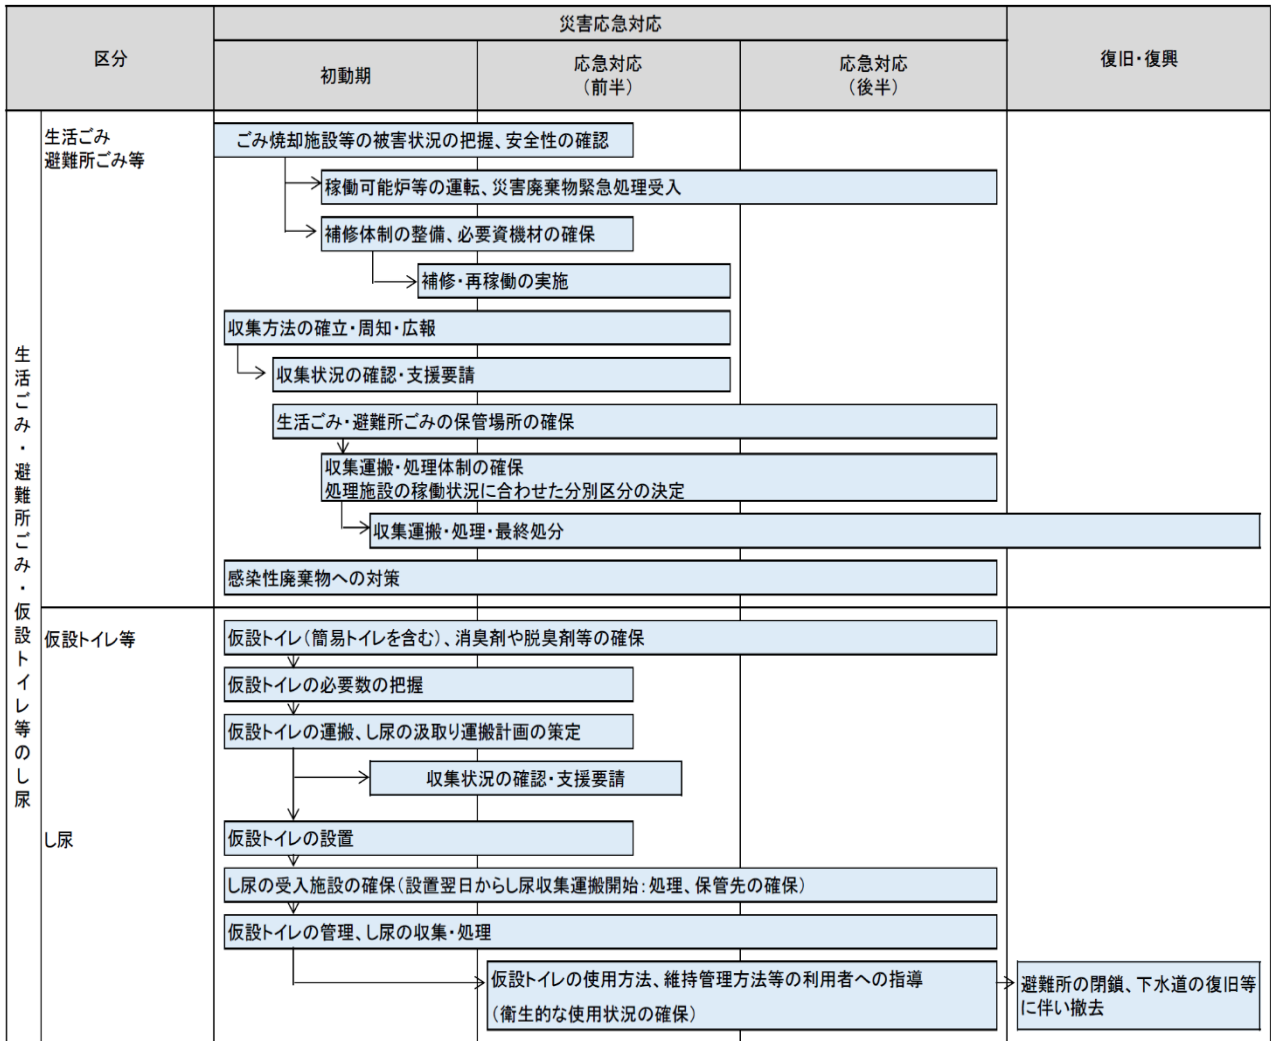 区分
災害応急対応
初動期
応急対応
(前半)
応急対応
(後半)
復旧・復興
生活ごみ・避難所ごみ・仮設トイレ等のし尿
生活ごみ
避難所ごみ等
ごみ焼却施設等の被害状況の把握、安全性の確認
稼働可能炉等の運転、災害廃棄物緊急処理受入
補修体制の整備、必要資機材の確保
補修・再稼働の実施
収集方法の確立・周知・広報
収集状況の確認・支援要請
生活ごみ・避難所ごみの保管場所の確保
収集運搬・処理体制の確保
処理施設の稼働状況に合わせた分別区分の決定
収集運搬・処理・最終処分
感染性廃棄物への対策
仮設トイレ等
仮設トイレ(簡易トイレを含む)、消臭剤や脱臭剤等の確保
仮設トイレの必要数の把握
仮設トイレの運搬、し尿の汲取り運搬計画の策定
収集状況の確認・支援要請
し尿
仮設トイレの設置
し尿の受入施設の確保(設置翌日からし尿収集運搬開始:処理、保管先の確保)
仮設トイレの管理、し尿の収集・処理
仮設トイレの使用方法、維持管理方法等の利用者への指導
(衛生的な使用状況の確保)
避難所の閉鎖、下水道の復旧等
に伴い撤去